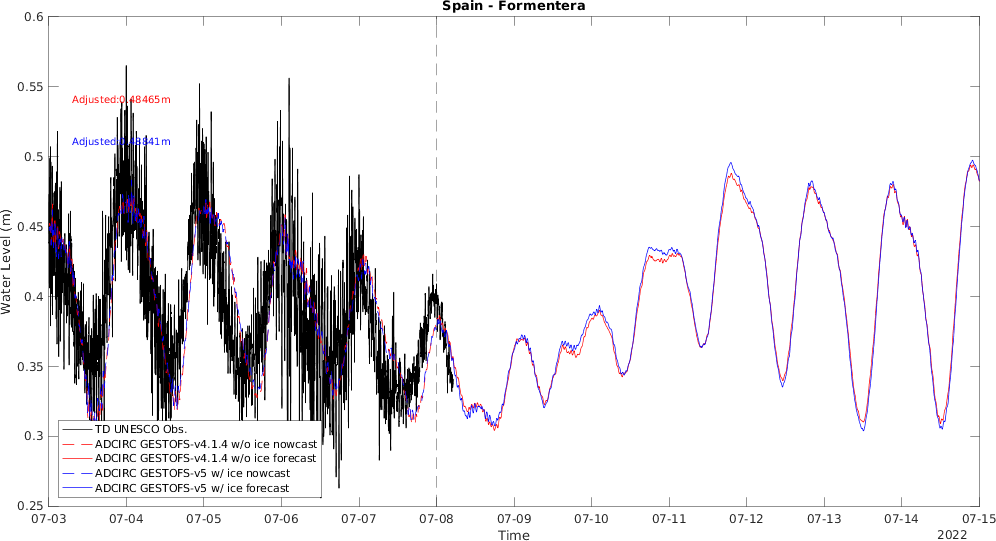 Spain - Formentera
0.6
0.55
0.5
0.45
0.4
0.35
0.3
0.25
Water Level (m)
Adjusted:0.48465m
Adjusted:0.48841m
TD UNESCO Obs.
ADCIRC GESTOFS-v4.1.4 w/o ice nowcast
ADCIRC GESTOFS-v4.1.4 w/o ice forecast
ADCIRC GESTOFS-v5 w/ ice nowcast
ADCIRC GESTOFS-v5 w/ ice forecast
07-03 07-04 07-05 07-06 07-07 07-08 07-09 07-10 07-11 07-12 07-13 07-14 07-15
Time
2022